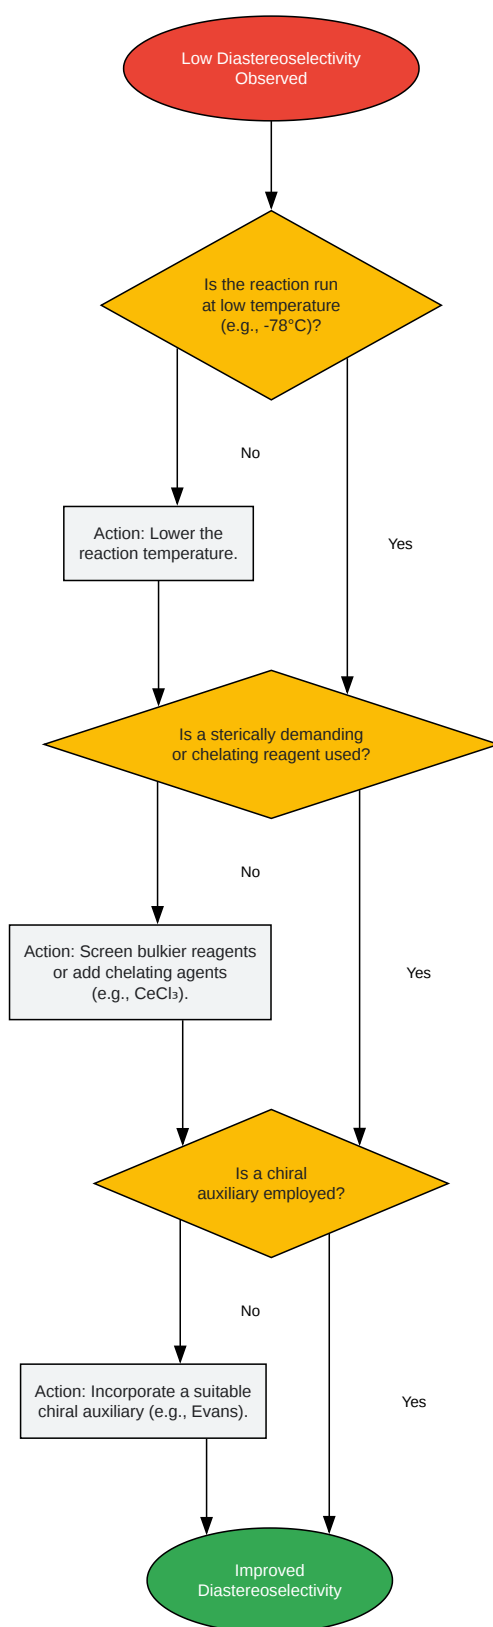 Low Diastereoselectivity
Observed
Is the reaction run
at low temperature
(e.g., -78°C)?
No
Action: Lower the
reaction temperature.
Yes
Is a sterically demanding
or chelating reagent used?
No
Action: Screen bulkier reagents
or add chelating agents
(e.g., CeCl₃).
Yes
Is a chiral
auxiliary employed?
No
Action: Incorporate a suitable
chiral auxiliary (e.g., Evans).
Yes
Improved
Diastereoselectivity